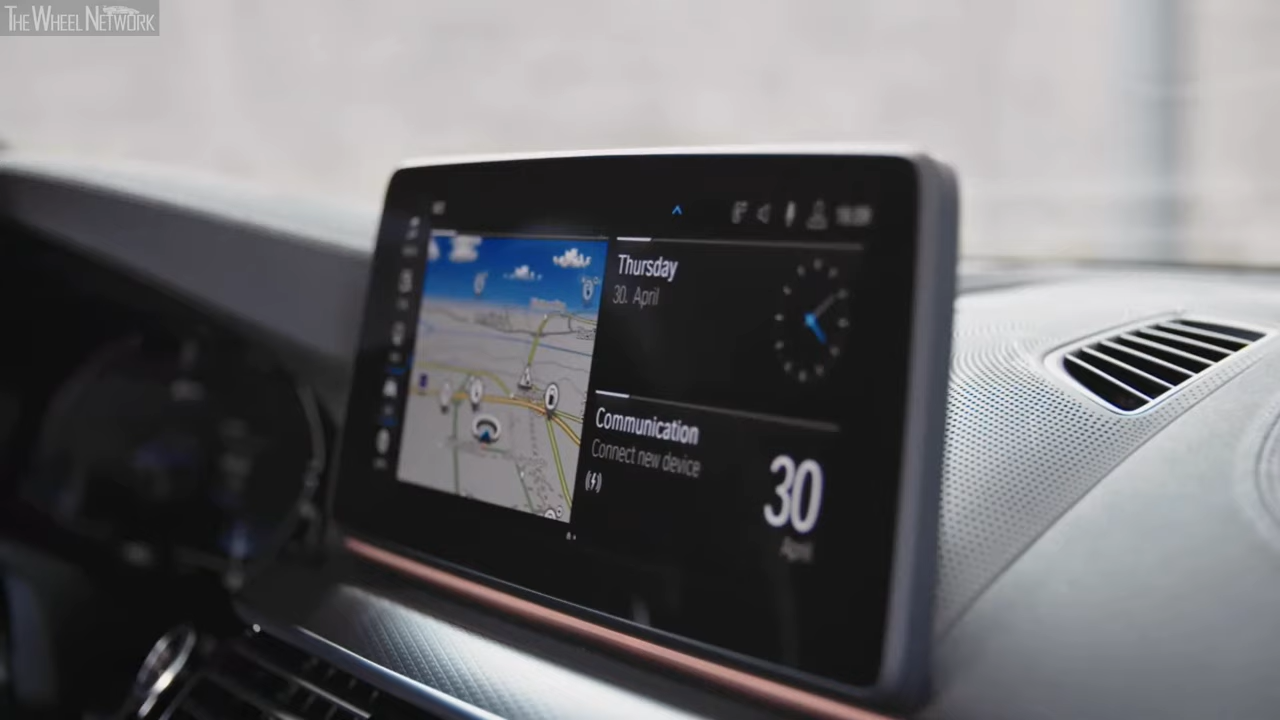 THE WHEEL NETWORK
Thursday
30. April
Communication
Connect new device
30
April